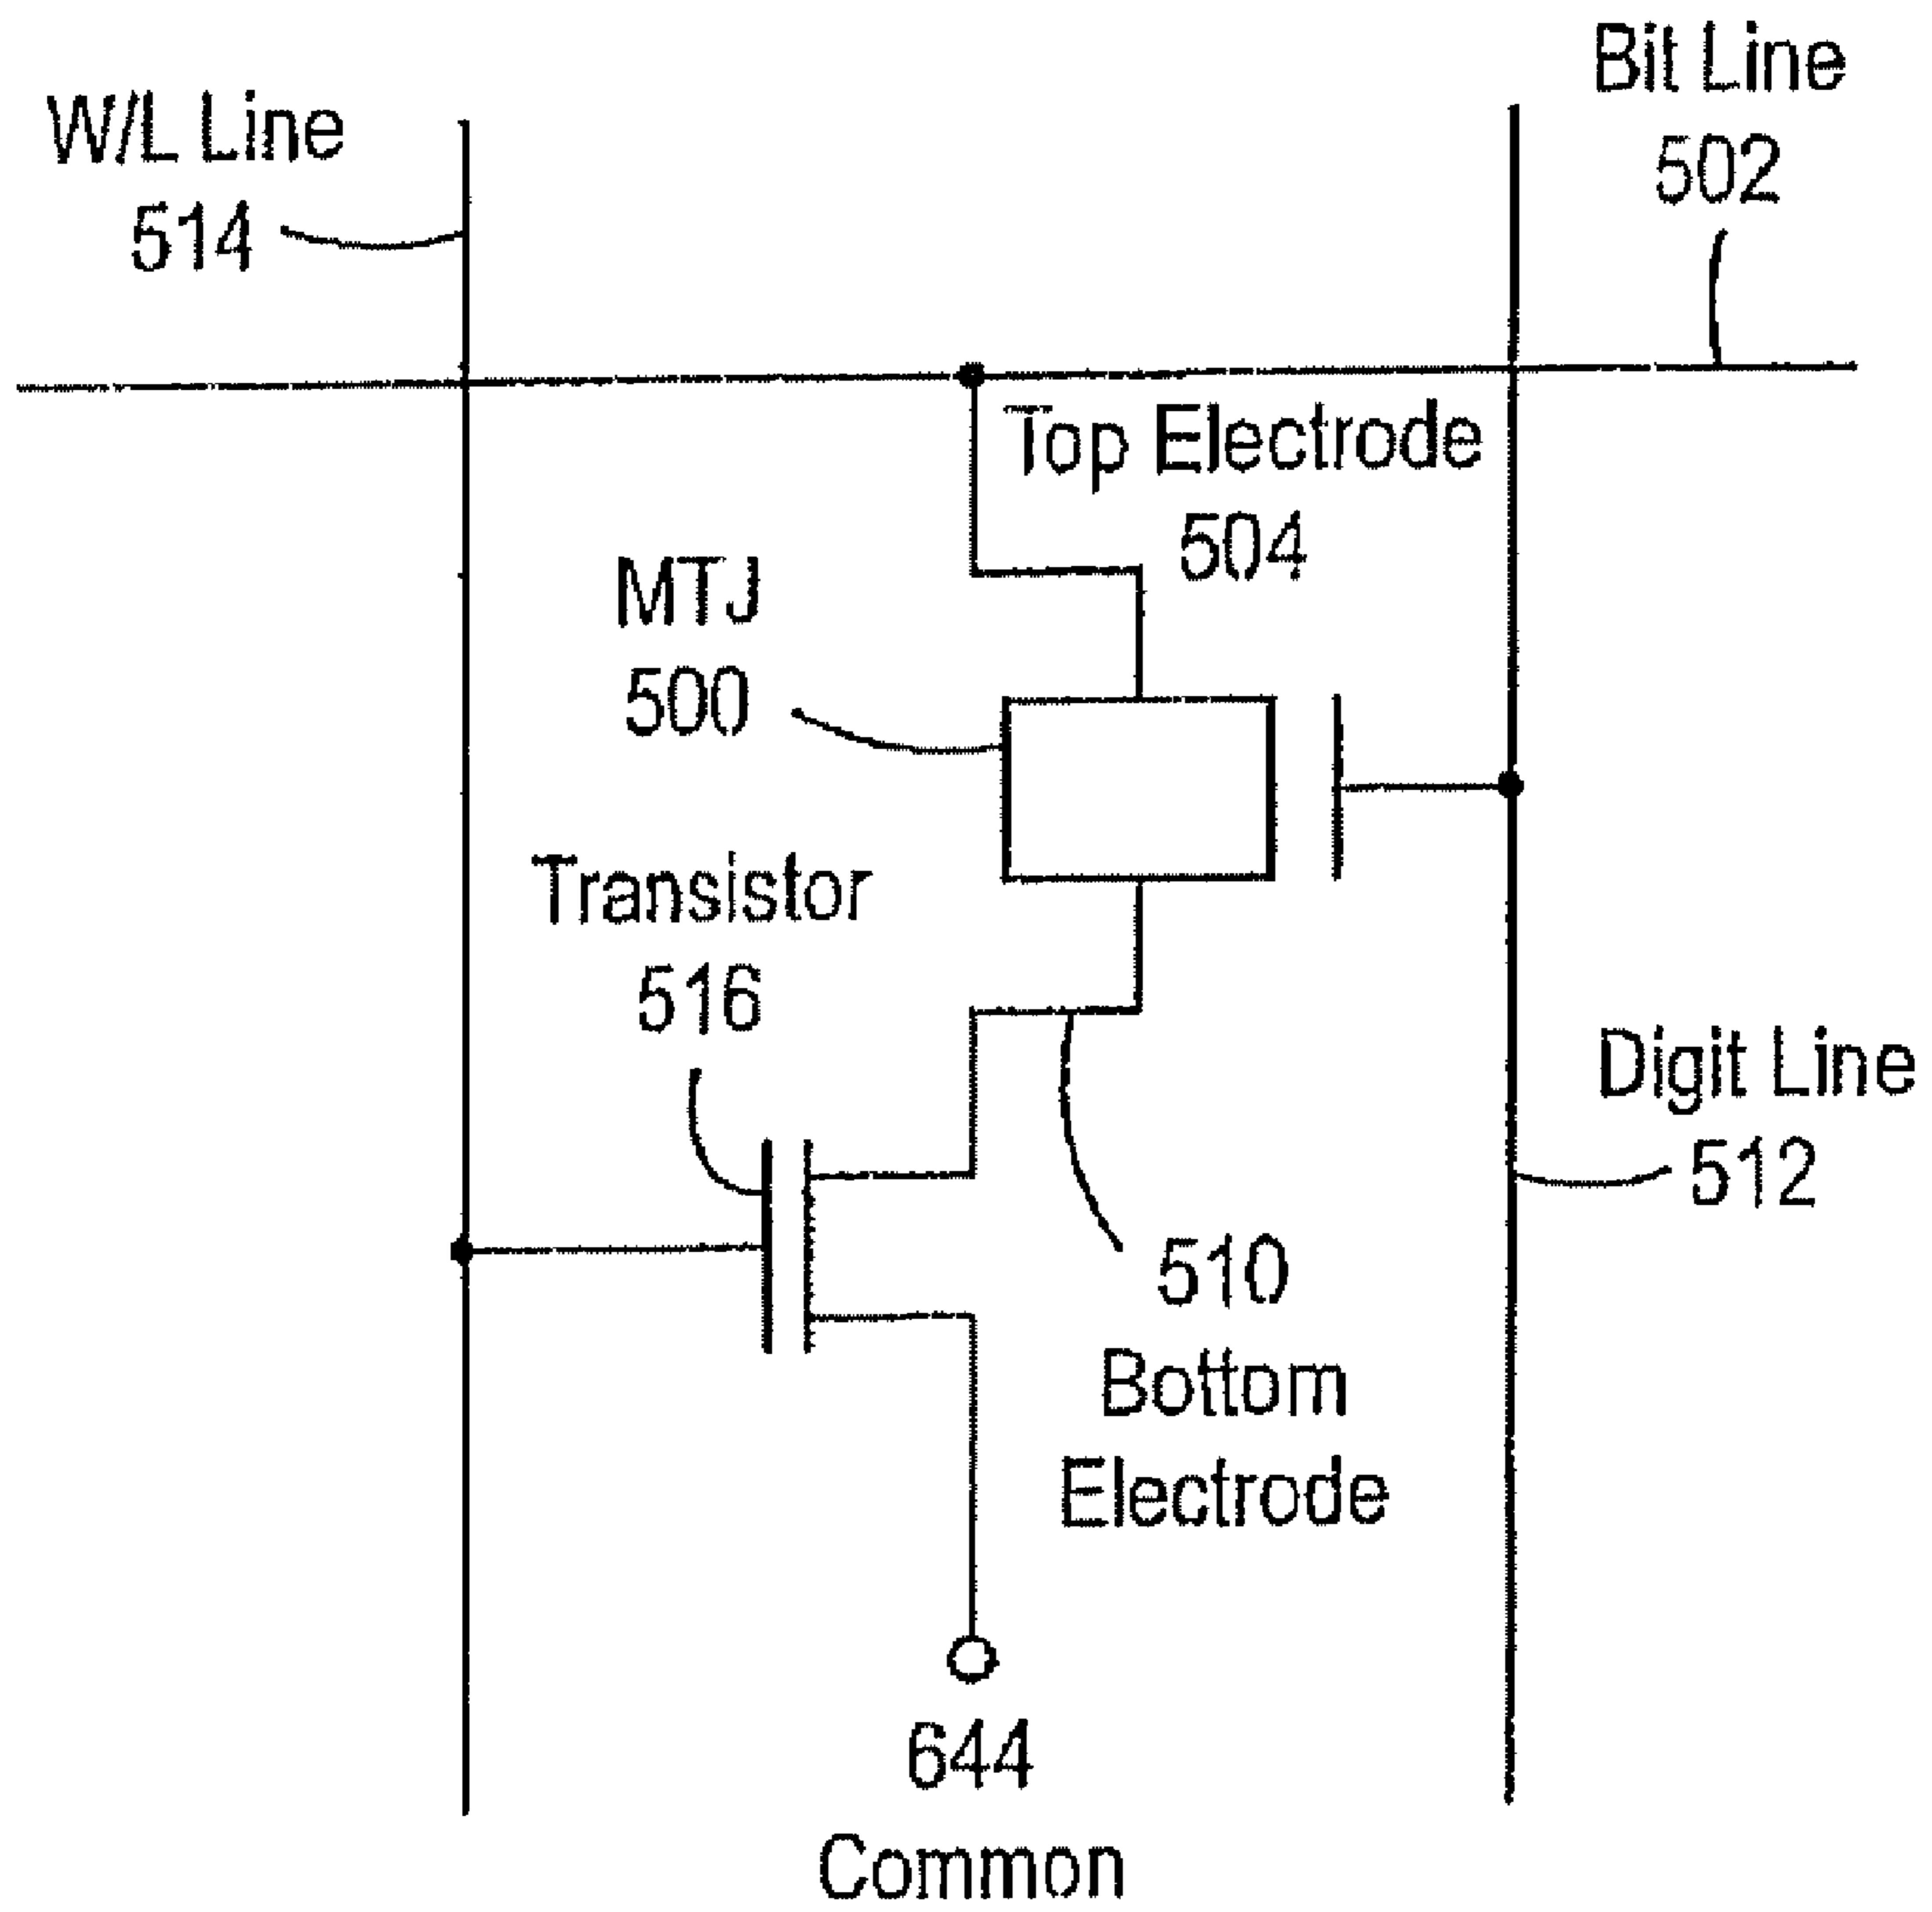 Bit Line
502
W/L Line
514
Top Electrode
504
MTJ
500
Transistor
516
Digit Line
512
510
Bottom
Electrode
644
Common